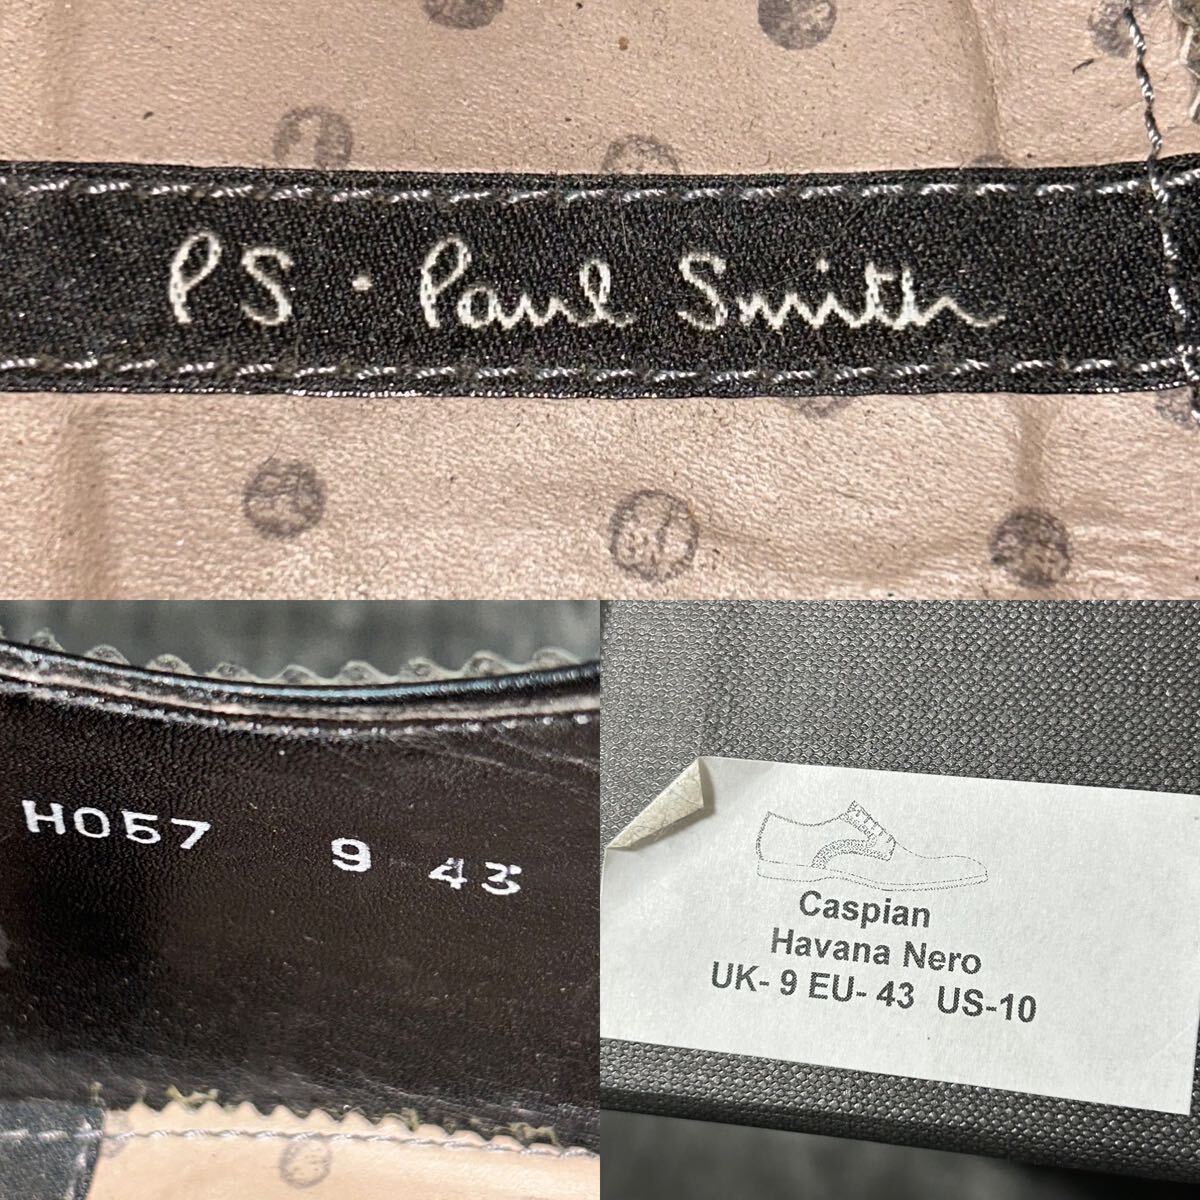 PS · Paul Smith
H057 9 43
Caspian
Havana Nero
UK- 9 EU- 43 US-10